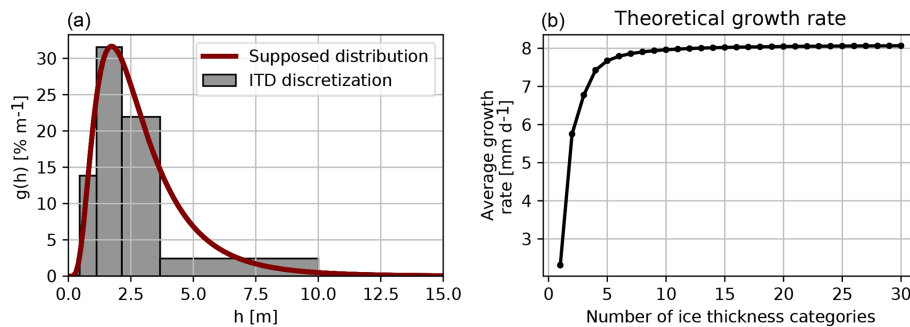 (a)
Supposed distribution
ITD discretization
g(h) [% m-1]
30
25
20
15
10
5
0
0.0 2.5 5.0 7.5 10.0 12.5 15.0
h [m]
(b)
Theoretical growth rate
Average growth
rate [mm d-1]
8
7
6
5
4
3
0 5 10 15 20 25 30
Number of ice thickness categories